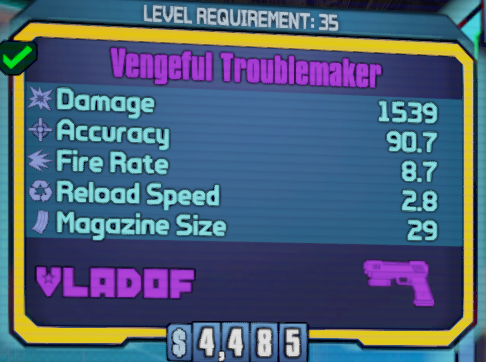 LEVEL REQUIREMENT: 35
Vengeful Troublemaker
Damage 1539
Accuracy 90.7
Fire Rate 8.7
Reload Speed 2.8
Magazine Size 29
VLADOF
$ 4,485